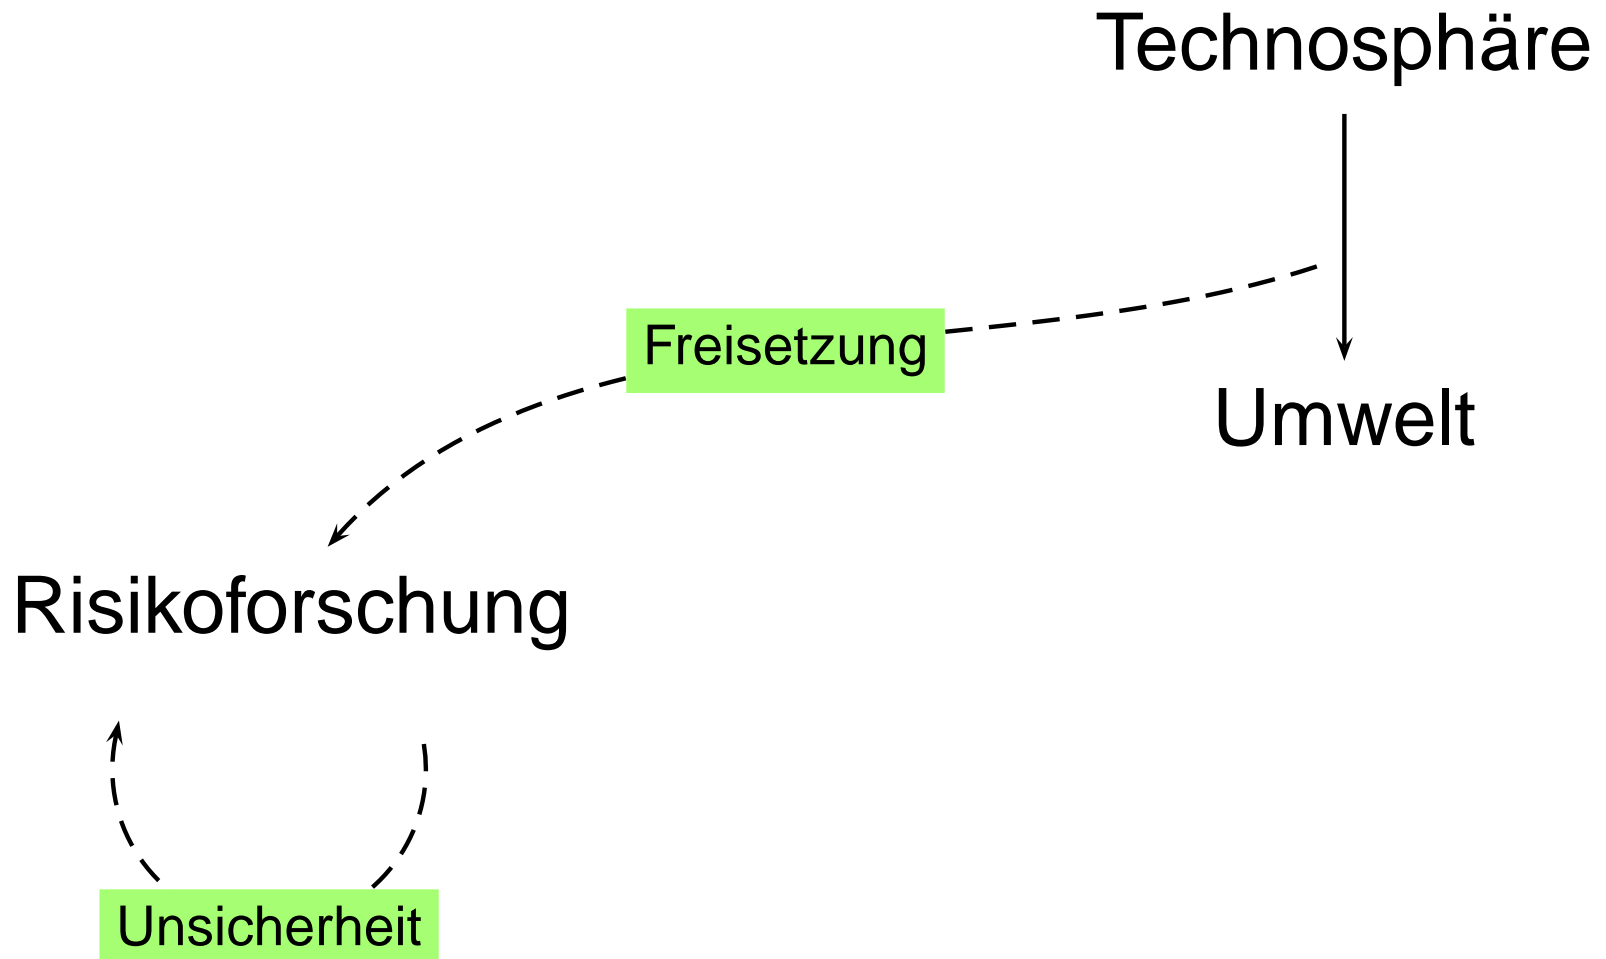 Technosphäre
Freisetzung
Umwelt
Risikoforschung
Unsicherheit